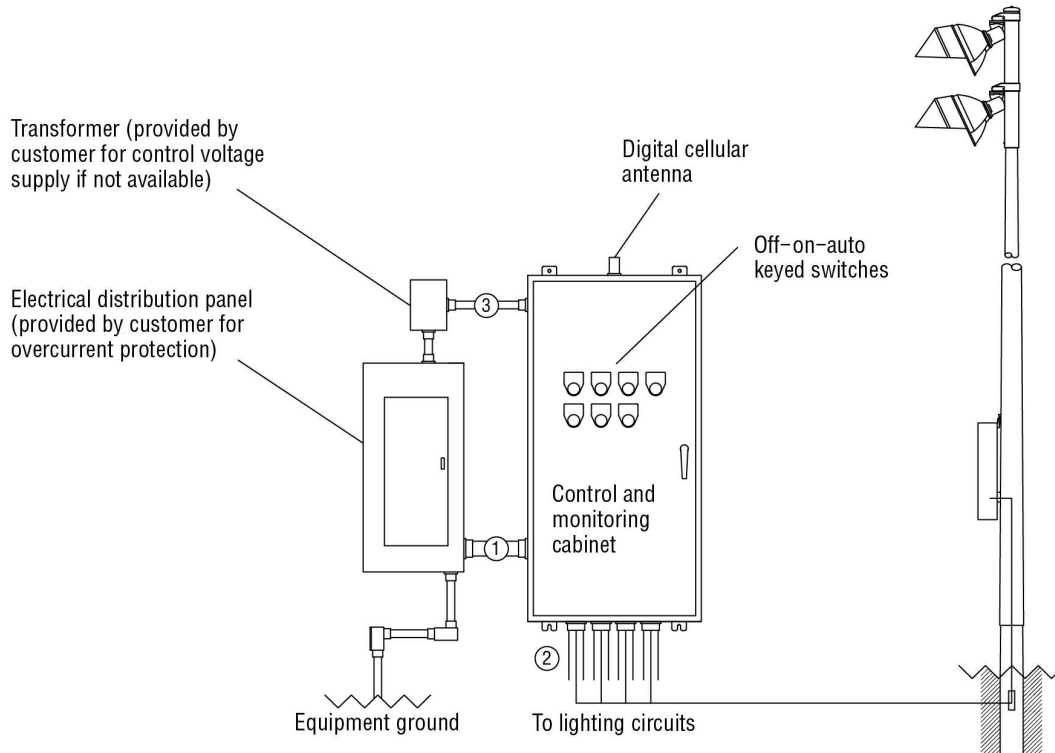 Transformer (provided by
customer for control voltage
supply if not available)
Digital cellular
antenna
Off-on-auto
keyed switches
Electrical distribution panel
(provided by customer for
overcurrent protection)
3
Control and
monitoring
cabinet
1
2
Equipment ground
To lighting circuits